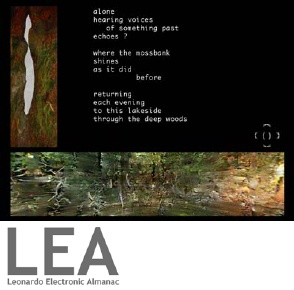 alone
hearing voices
of something past
echoes ?
where the mossbank
shines
as it did
before
returning
each evening
to this lakeside
through the deep woods
LEA
Leonardo Electronic Almanac